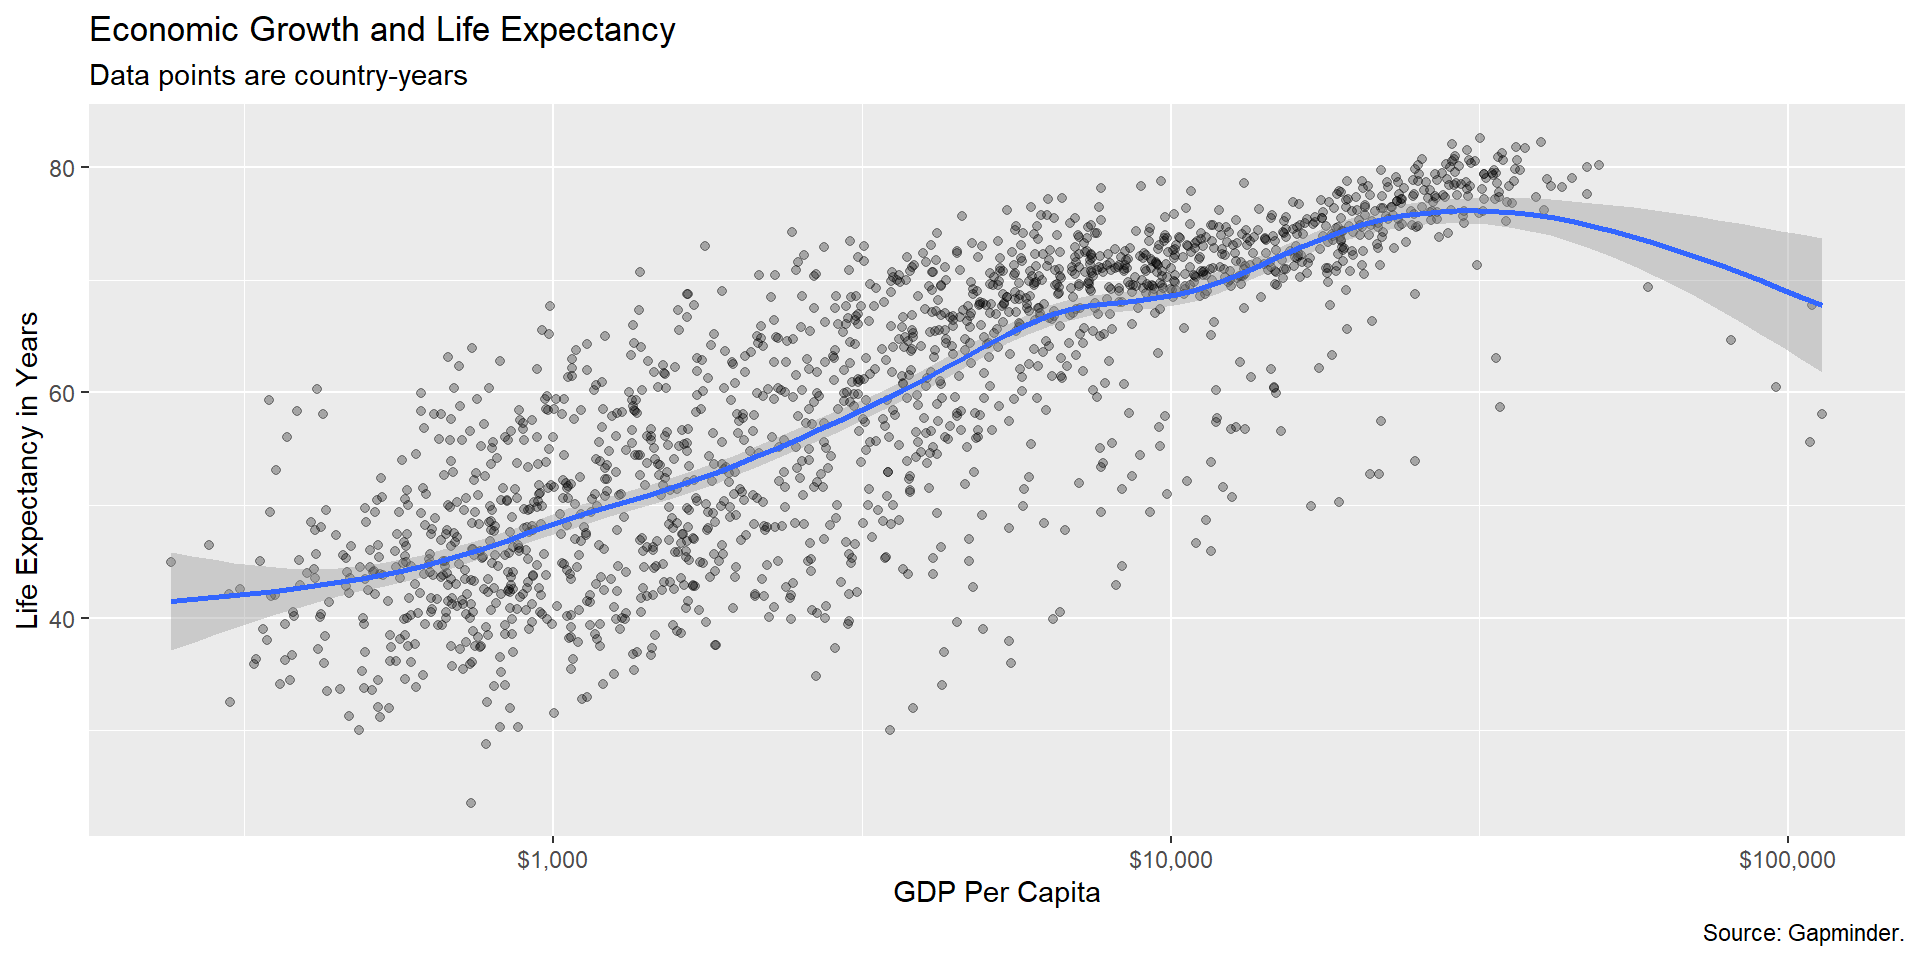 Economic Growth and Life Expectancy
Data points are country-years
Life Expectancy in Years
80
60
40
$1,000
$10,000
$100,000
GDP Per Capita
Source: Gapminder.